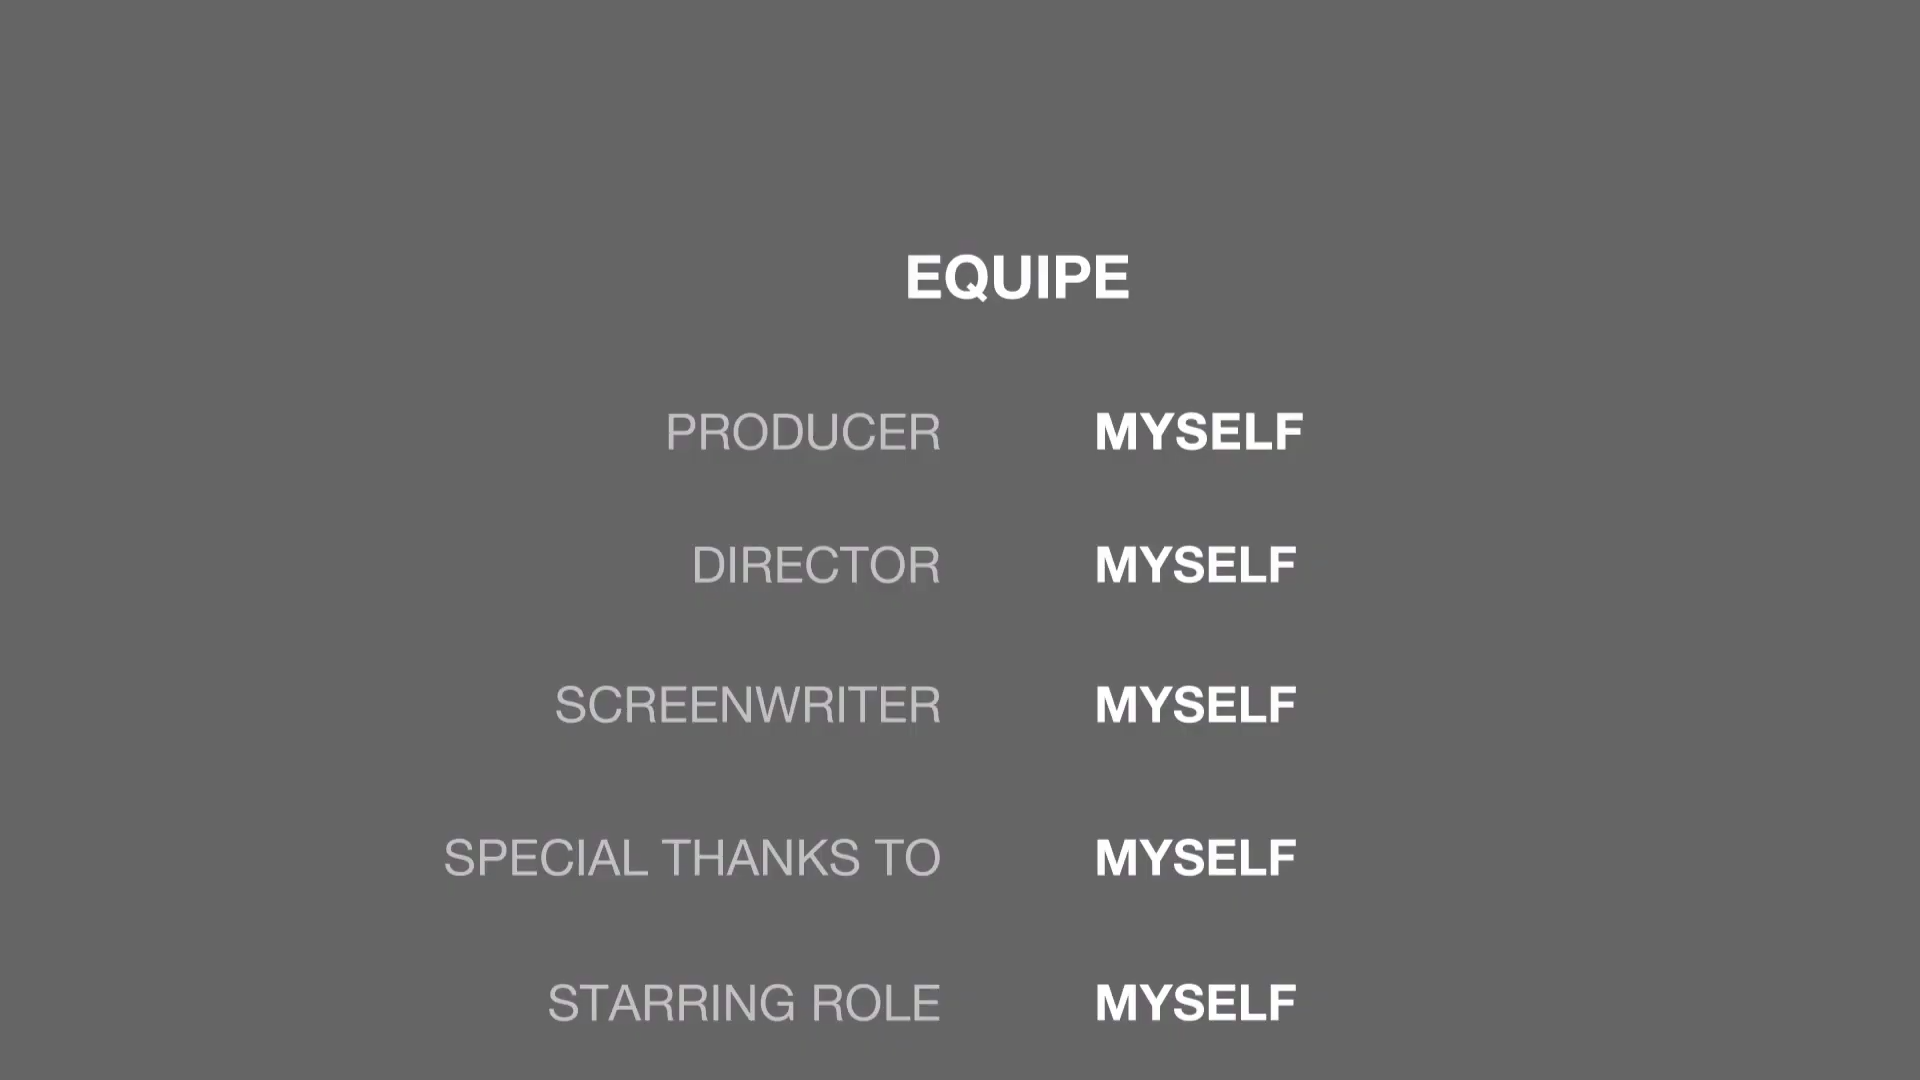 EQUIPE
PRODUCER MYSELF
DIRECTOR MYSELF
SCREENWRITER MYSELF
SPECIAL THANKS TO MYSELF
STARRING ROLE MYSELF